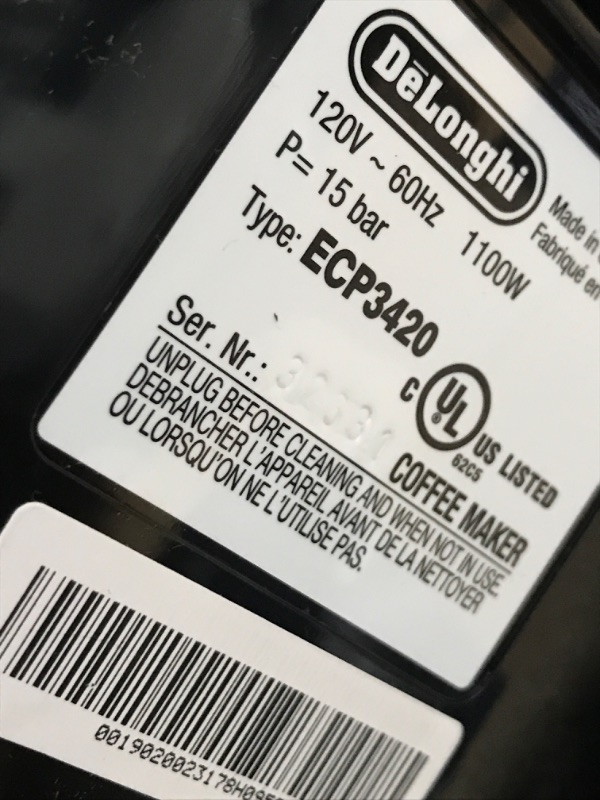 DeLonghi
120V ~ 60Hz 1100W
P= 15 bar
Type: ECP3420
Made in
Fabriqué en
Ser. Nr.:
C UL® US LISTED
62C5
COFFEE MAKER
UNPLUG BEFORE CLEANING AND WHEN NOT IN USE.
DEBRANCHER L'APPAREIL AVANT DE LA NETTOYER
OU LORSQU'ON NE L'UTILISE PAS.
0019020023178H095